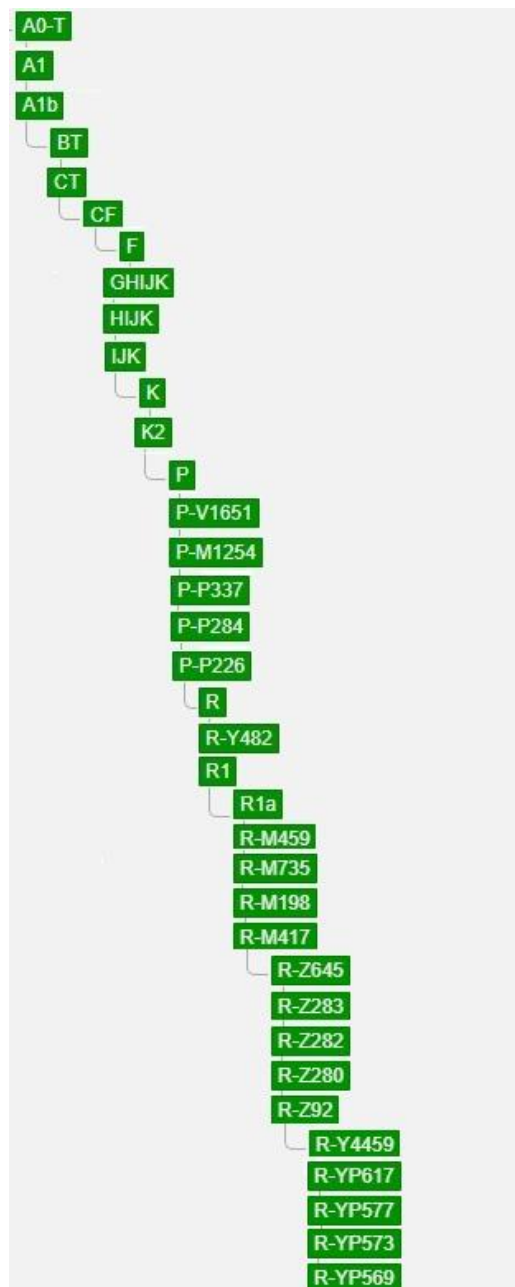 A0-T
A1
A1b
BT
CT
CF
F
GHIJK
HIJK
IJK
K
K2
P
P-V1651
P-M1254
P-P337
P-P284
P-P226
R
R-Y482
R1
R1a
R-M459
R-M735
R-M198
R-M417
R-Z645
R-Z283
R-Z282
R-Z280
R-Z92
R-Y4459
R-YP617
R-YP577
R-YP573
R-YP569